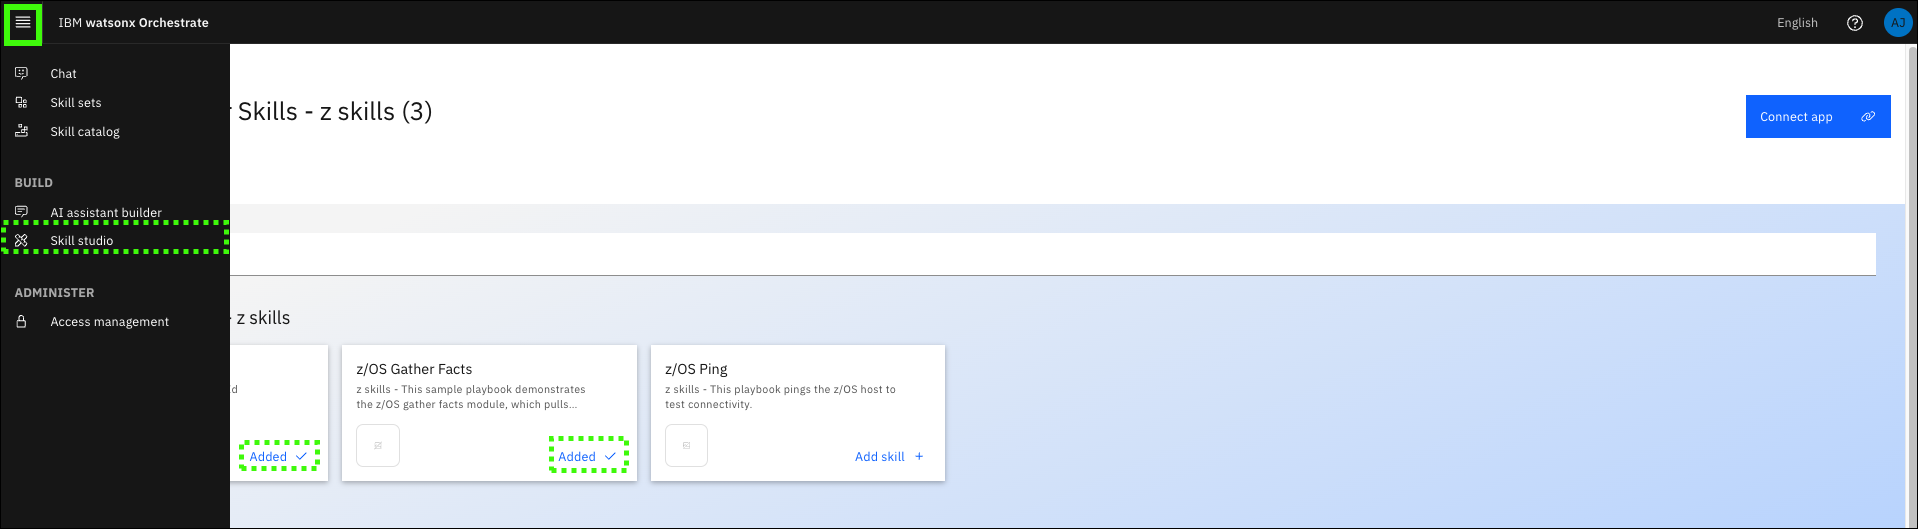 IBM watsonx Orchestrate
English
AJ
Chat
Skill sets
Skill catalog
BUILD
AI assistant builder
Skill studio
ADMINISTER
Access management
Skills - z skills (3)
Connect app
- z skills
Added
z/OS Gather Facts
z skills - This sample playbook demonstrates
the z/OS gather facts module, which pulls...
Added
z/OS Ping
z skills - This playbook pings the z/OS host to
test connectivity.
Add skill +